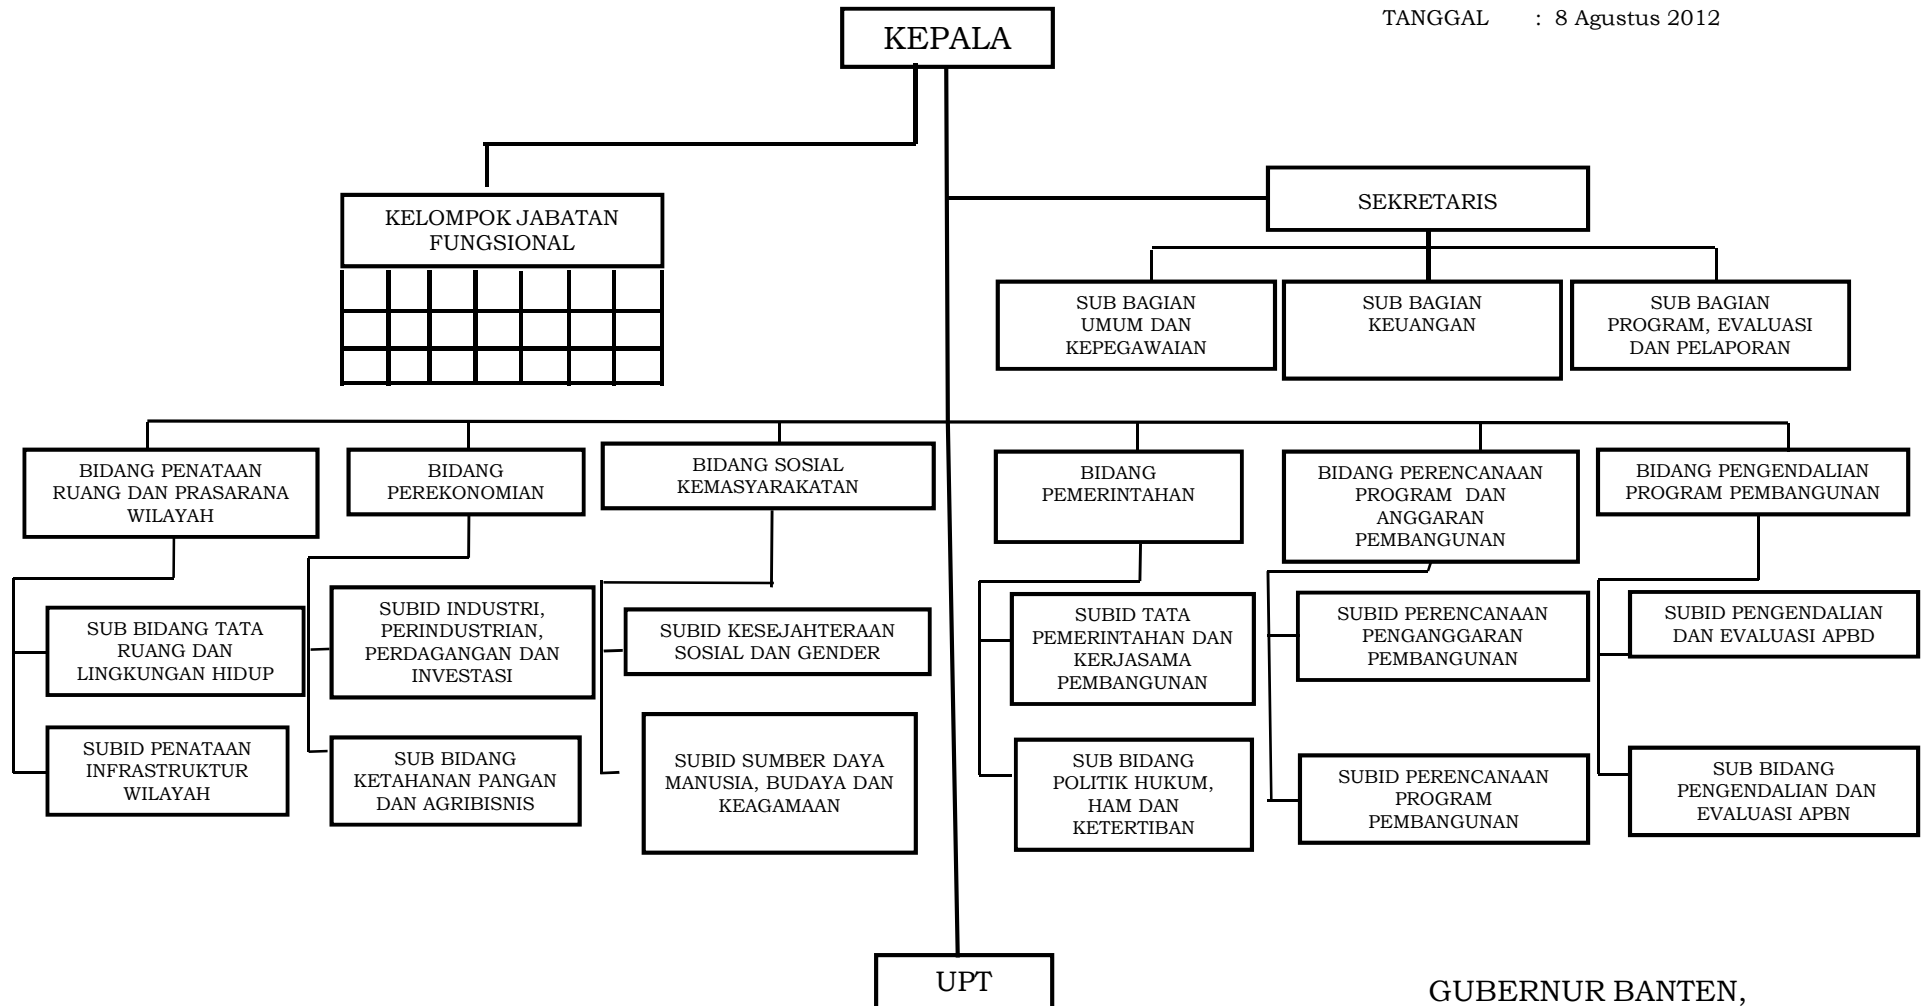 TANGGAL : 8 Agustus 2012
KEPALA
KELOMPOK JABATAN
FUNGSIONAL
SEKRETARIS
SUB BAGIAN
UMUM DAN
KEPEGAWAIAN
SUB BAGIAN
KEUANGAN
SUB BAGIAN
PROGRAM, EVALUASI
DAN PELAPORAN
BIDANG PENATAAN
RUANG DAN PRASARANA
WILAYAH
BIDANG
PEREKONOMIAN
BIDANG SOSIAL
KEMASYARAKATAN
BIDANG
PEMERINTAHAN
BIDANG PERENCANAAN
PROGRAM DAN
ANGGARAN
PEMBANGUNAN
BIDANG PENGENDALIAN
PROGRAM PEMBANGUNAN
SUB BIDANG TATA
RUANG DAN
LINGKUNGAN HIDUP
SUBID INDUSTRI,
PERINDUSTRIAN,
PERDAGANGAN DAN
INVESTASI
SUBID KESEJAHTERAAN
SOSIAL DAN GENDER
SUBID TATA
PEMERINTAHAN DAN
KERJASAMA
PEMBANGUNAN
SUBID PERENCANAAN
PENGANGGARAN
PEMBANGUNAN
SUBID PENGENDALIAN
DAN EVALUASI APBD
SUBID PENATAAN
INFRASTRUKTUR
WILAYAH
SUB BIDANG
KETAHANAN PANGAN
DAN AGRIBISNIS
SUBID SUMBER DAYA
MANUSIA, BUDAYA DAN
KEAGAMAAN
SUB BIDANG
POLITIK HUKUM,
HAM DAN
KETERTIBAN
SUBID PERENCANAAN
PROGRAM
PEMBANGUNAN
SUB BIDANG
PENGENDALIAN DAN
EVALUASI APBN
UPT
GUBERNUR BANTEN,